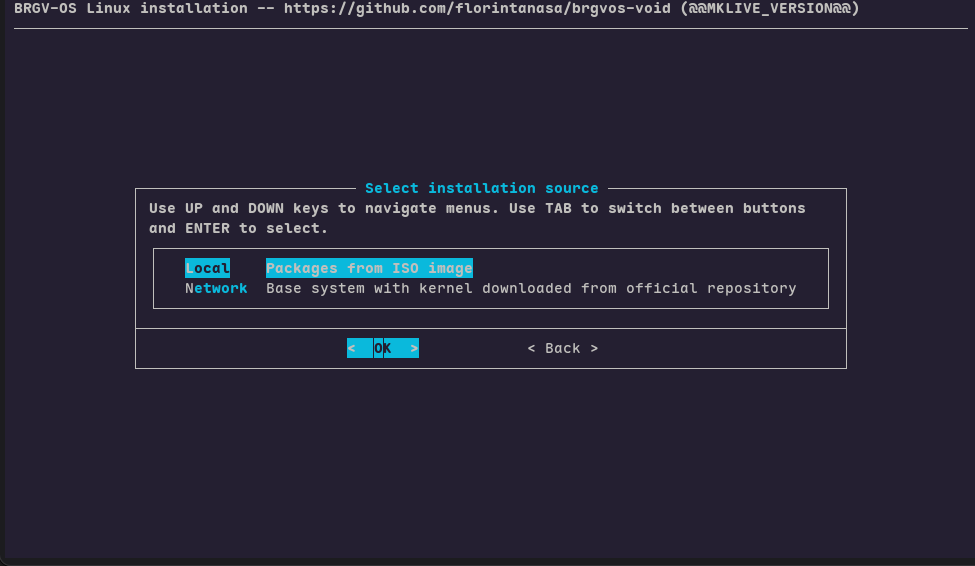 BRGV-OS Linux installation -- https://github.com/florintanasa/brgvos-void (@@MKLIVE_VERSION@@)
Select installation source
Use UP and DOWN keys to navigate menus. Use TAB to switch between buttons
and ENTER to select.
Local Packages from ISO image
Network Base system with kernel downloaded from official repository
< OK > < Back >